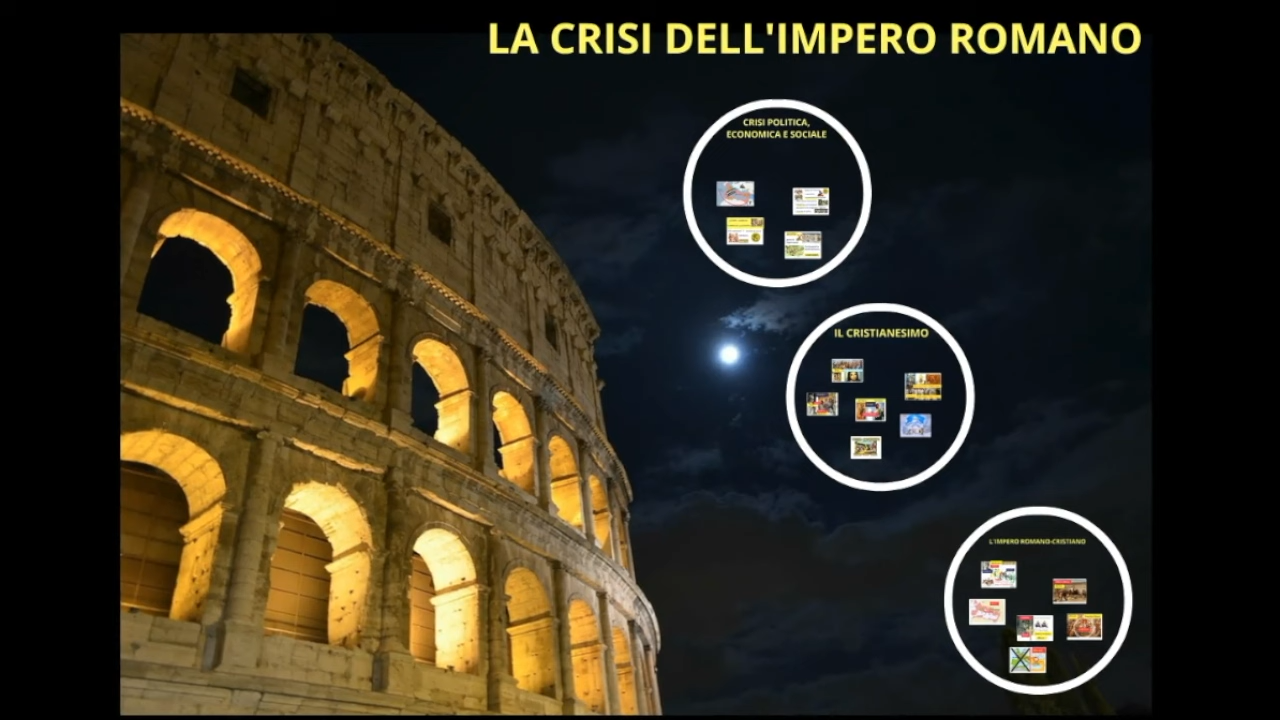 LA CRISI DELL'IMPERO ROMANO
CRISI POLITICA,
ECONOMICA E SOCIALE
IL CRISTIANESIMO
L'IMPERO ROMANO-CRISTIANO